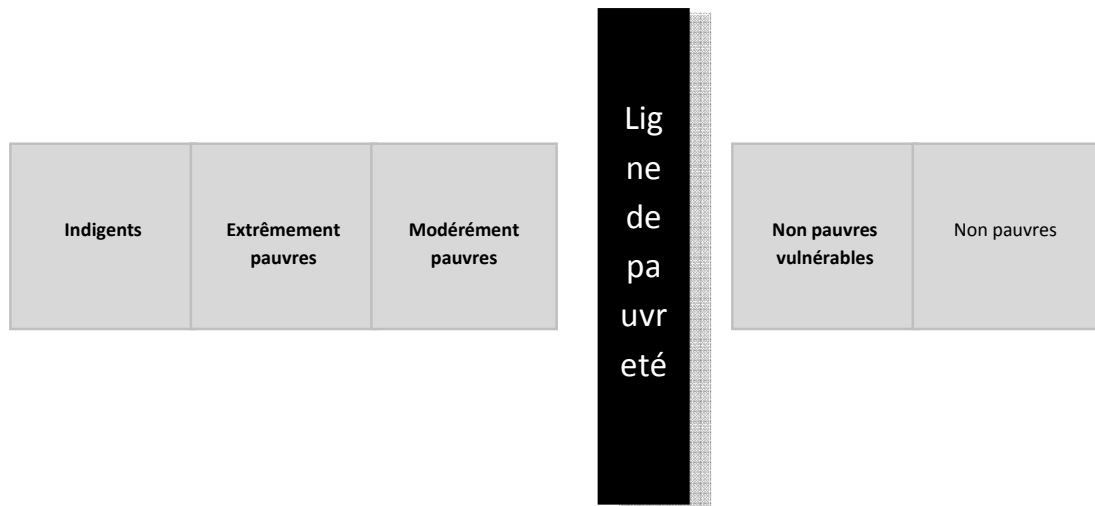 Indigents
Extrêmement
pauvres
Modérément
pauvres
Lig
ne
de
pa
uvr
eté
Non pauvres
vulnérables
Non pauvres